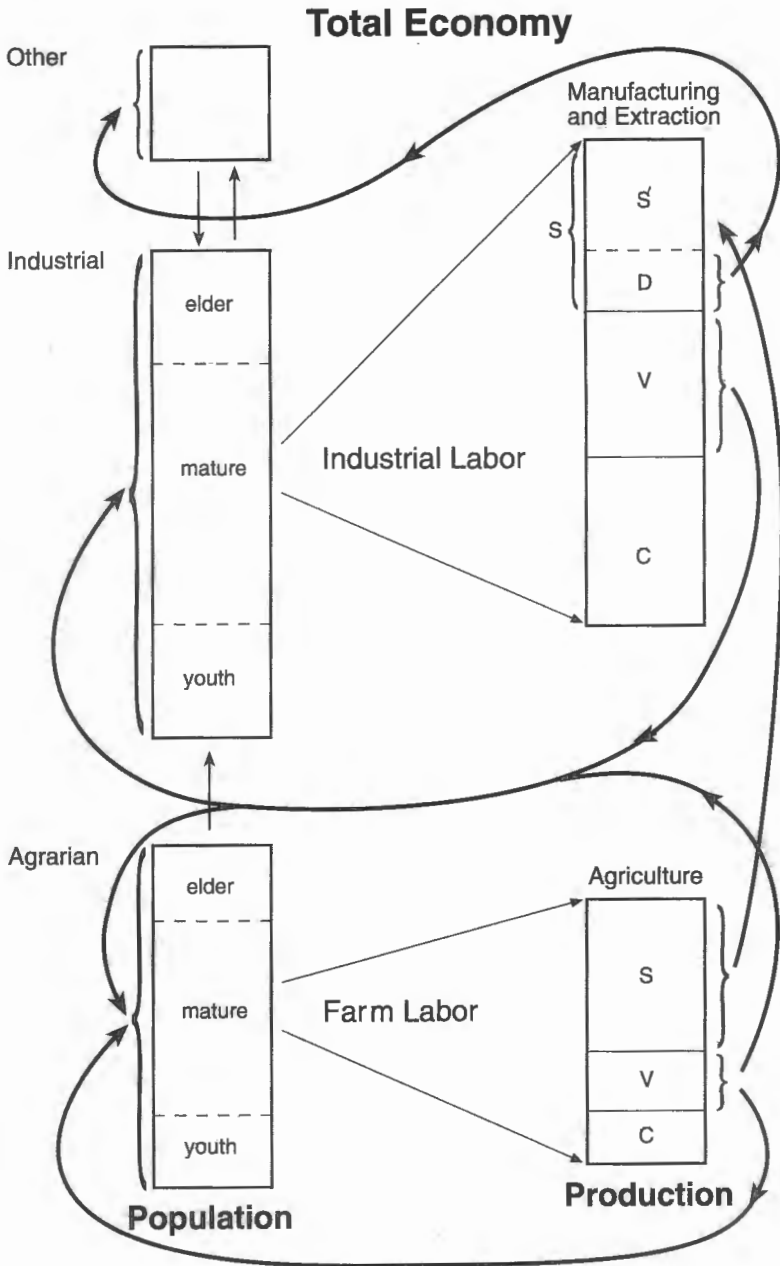 Total Economy
Other
Manufacturing
and Extraction
S'
S
Industrial
D
elder
V
mature
Industrial Labor
C
youth
Agrarian
elder
Agriculture
S
mature
Farm Labor
V
youth
C
Population
Production